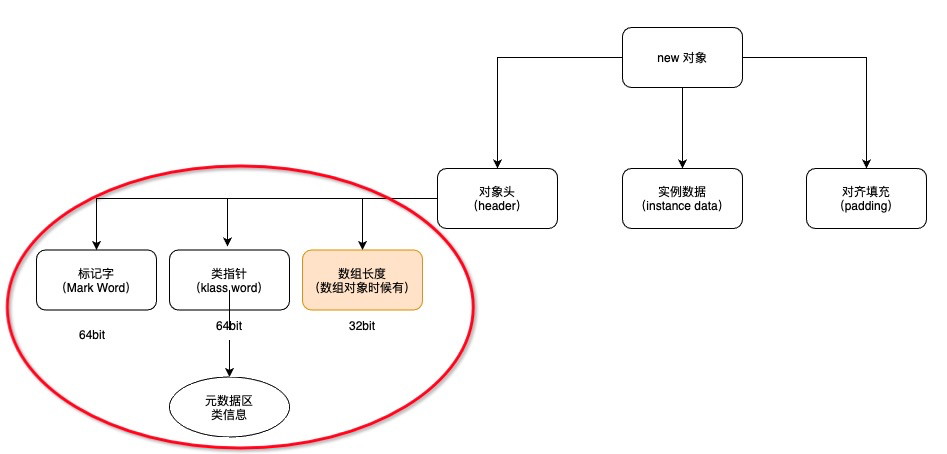 new 对象
对象头
（header）
实例数据
（instance data）
对齐填充
（padding）
标记字
（Mark Word）
类指针
（klass word）
数组长度
（数组对象时候有）
64bit
64bit
32bit
元数据区
类信息